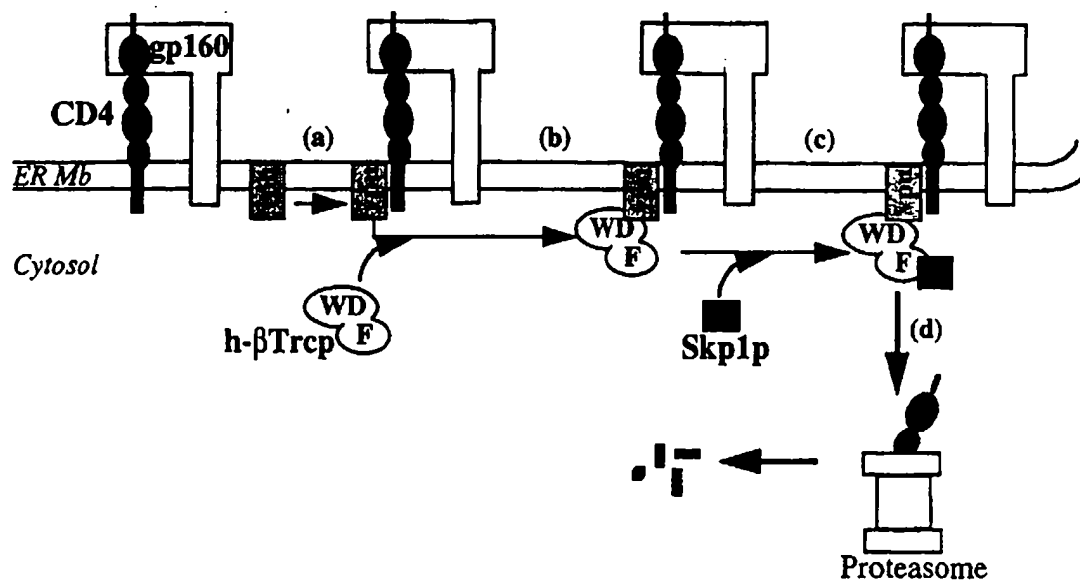 gp160
CD4
(a)
(b)
(c)
ER Mb
Cytosol
WD
F
h-βTrcp
WD
F
Skp1p
WD
F
(d)
Proteasome